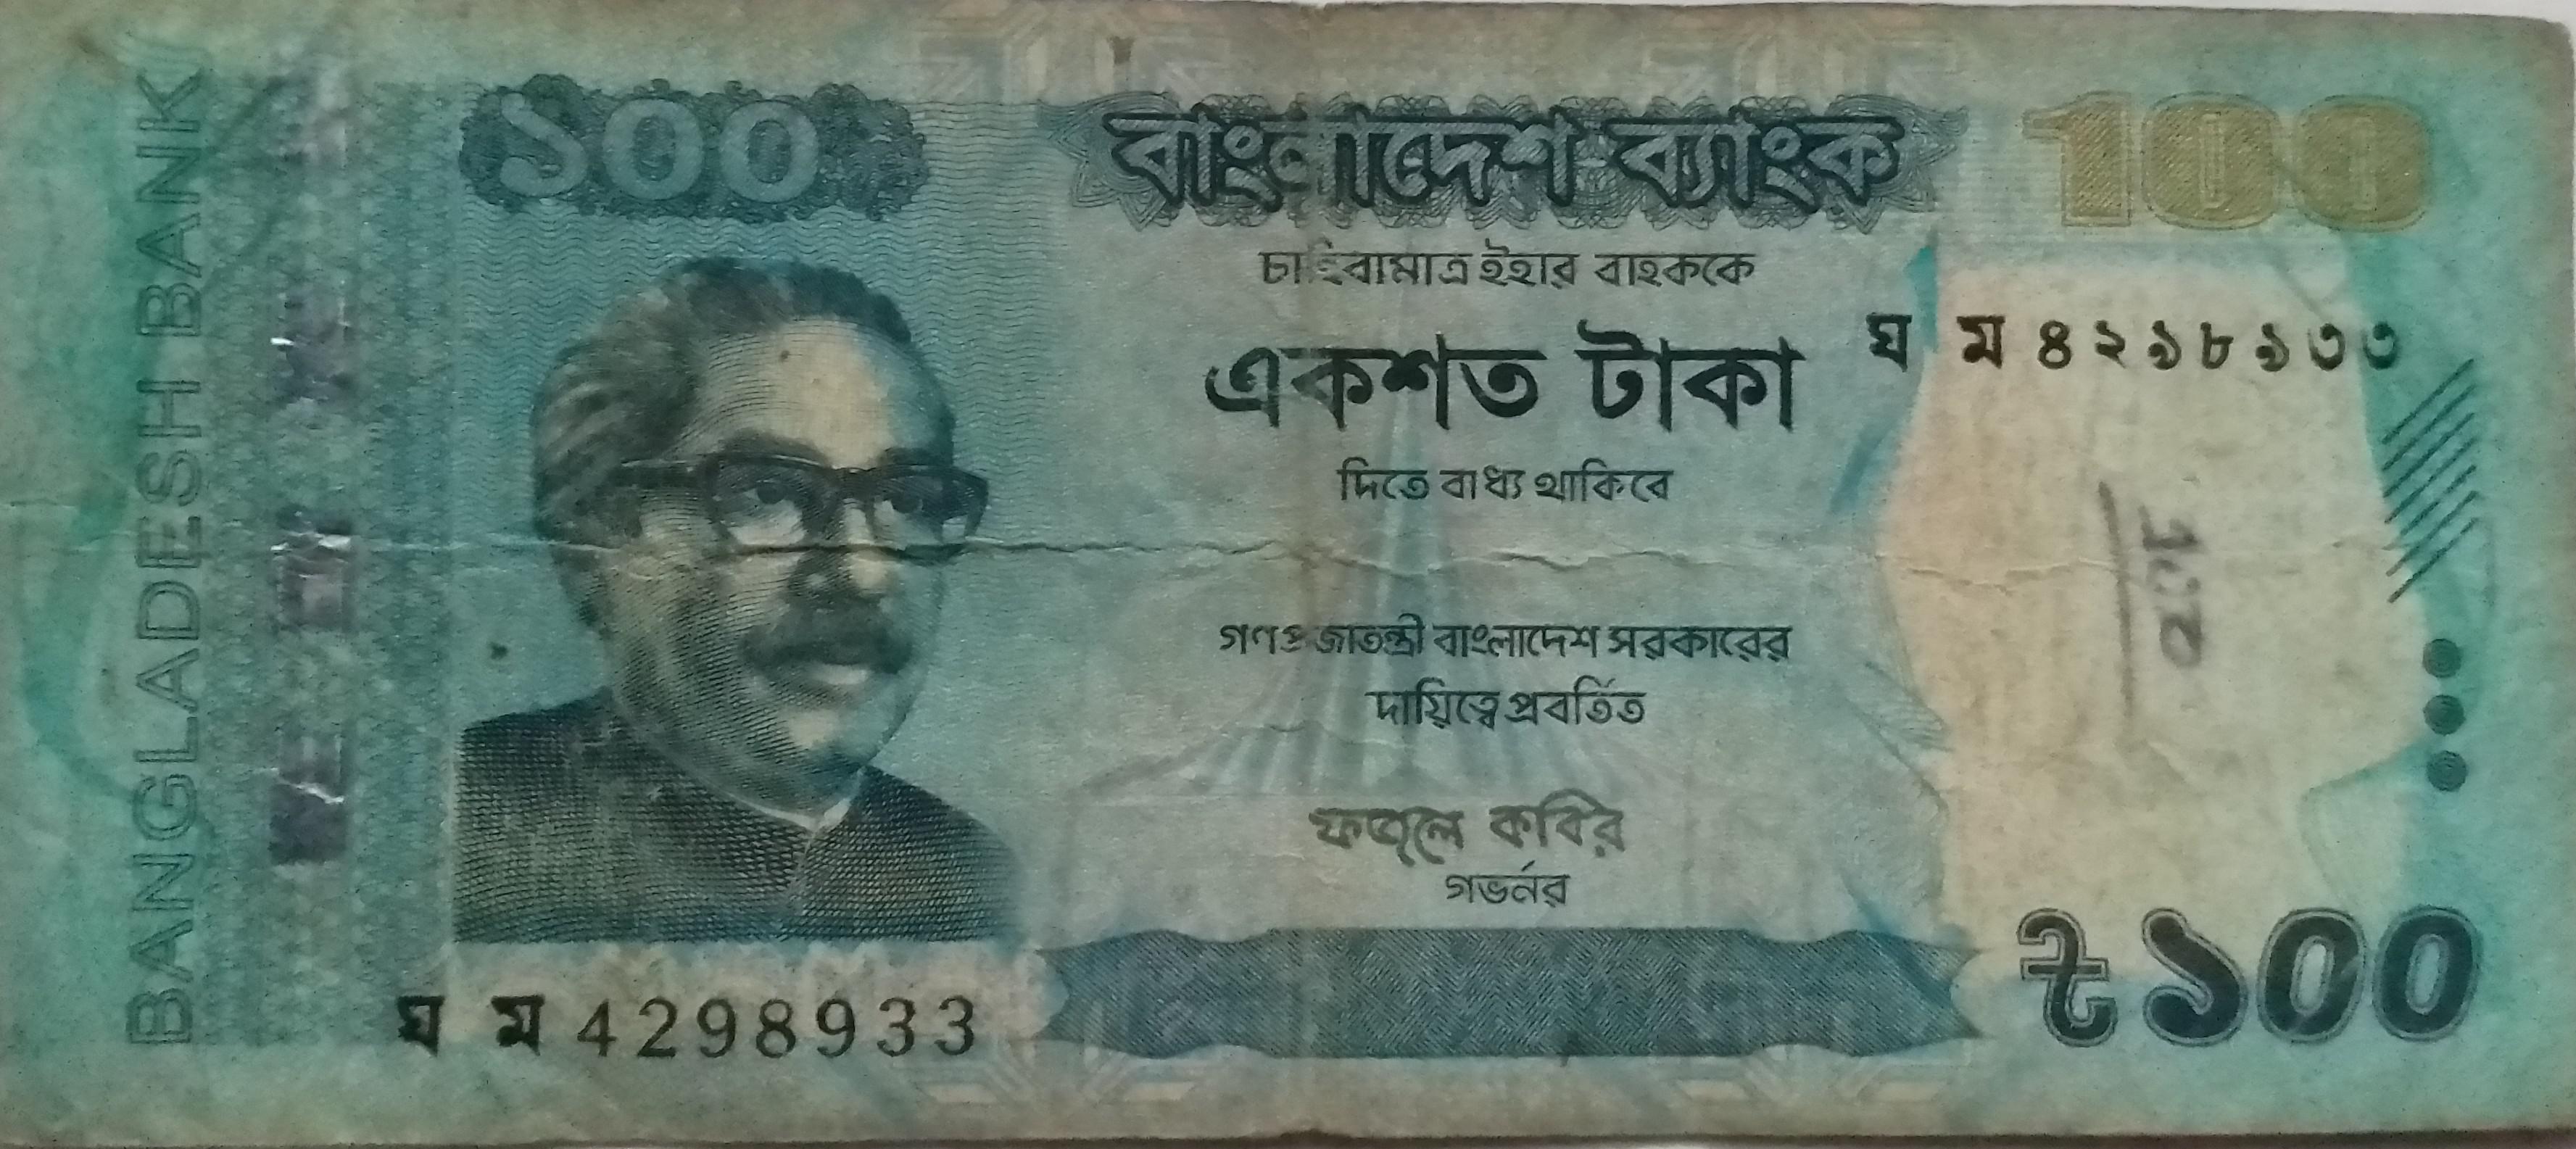 BANGLADESH BANK
১০০
বাংলাদেশ ব্যাংক
100
চাহিবামাত্র ইহার বাহককে
ঘ ম ৪২৯৮৯৩৩
একশত টাকা
দিতে বাধ্য থাকিবে
গণপ্রজাতন্ত্রী বাংলাদেশ সরকারের
দায়িত্বে প্রবর্তিত
ফজলে কবির
গভর্নর
ঘ ম 4298933
৳১০০